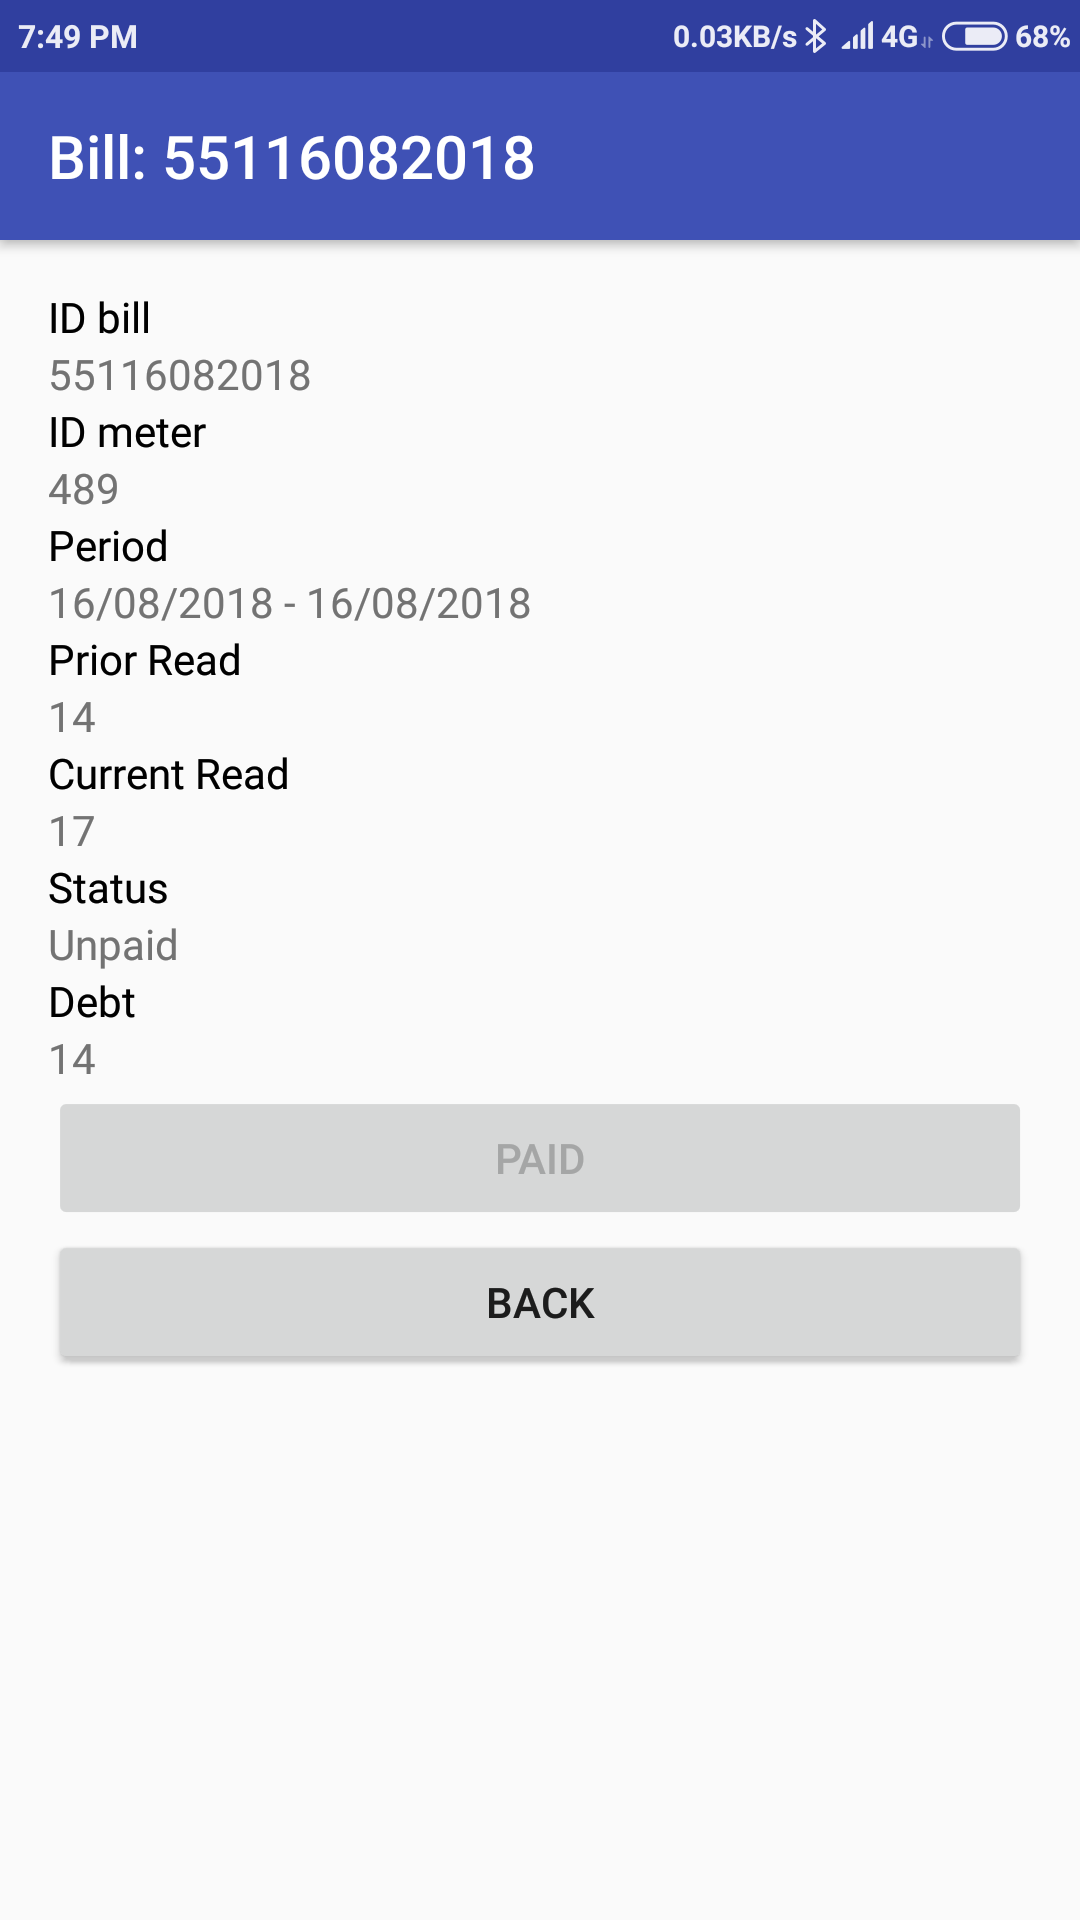 7:49 PM 0.03KB/s 4G 68%
Bill: 55116082018
ID bill
55116082018
ID meter
489
Period
16/08/2018 - 16/08/2018
Prior Read
14
Current Read
17
Status
Unpaid
Debt
14
PAID
BACK